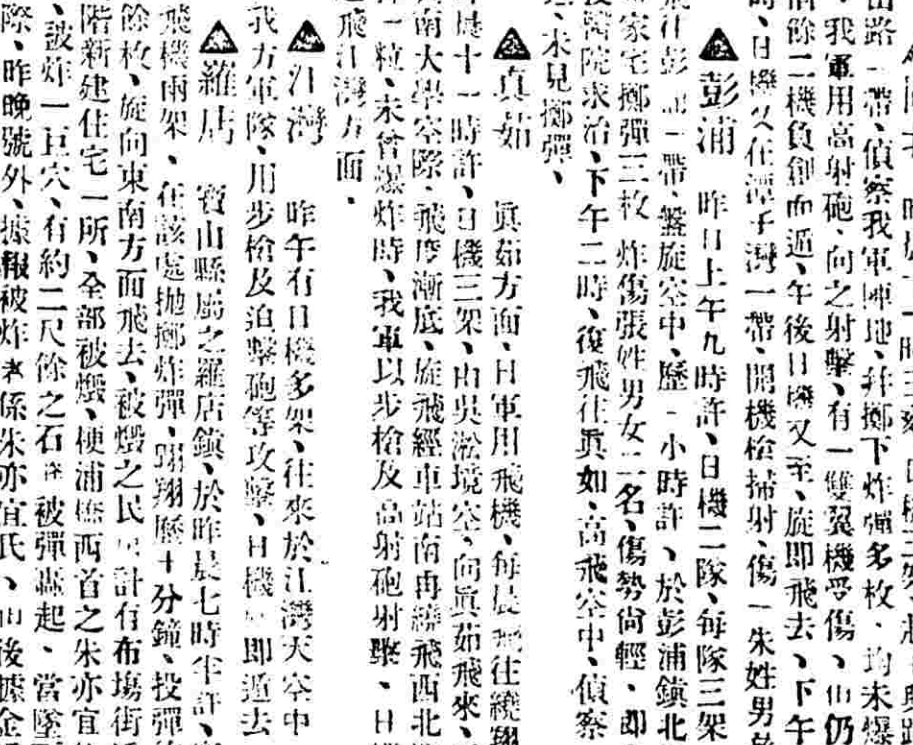 出路一帶、偵察我軍陣地、幷擲下炸彈多枚、均未爆
我軍用高射砲、向之射擊、有一雙翼機受傷、仍
餘二機負創而遁、午後日機又至、旋即飛去、下午
時、日機又在潭子灣一帶、開機槍掃射、傷一朱姓男
▲彭浦 昨日上午九時許、日機二隊、每隊三架
飛彭一帶、盤旋空中、歷一小時許、於彭浦鎮北
家宅擲彈三枚 炸傷張姓男女二名、傷勢尚輕、即
醫院求治、下午二時、復飛往眞如、高飛空中、偵察
未見擲彈、
▲眞茹 眞茹方面、日軍用飛機、每晨飛往繞翔
十一時許、日機三架、由吳淞境空、向眞茹飛來、
南大學空際、飛度漸底、旋飛經車站南再繞飛西北
一粒、未曾爆炸時、我軍以步槍及高射砲射擊、日
飛江灣方面、
▲江灣 昨午有日機多架、往來於江灣天空中
我方軍隊、用步槍及迫擊砲等攻擊、日機即遁去
▲羅店 寶山縣屬之羅店鎮、於昨晨七時半許、
飛機兩架、在該處拋擲炸彈、翱翔歷十分鐘、投彈
餘枚、旋向東南方面飛去、被燬之民計有布塲街
階新建住宅一所、全部被燬、楩浦橋西首之朱亦宜
、被炸一巨穴、有約二尺餘之石被彈轟起、當墜
際、昨晚號外、據報被炸者係朱亦宜氏、後據金